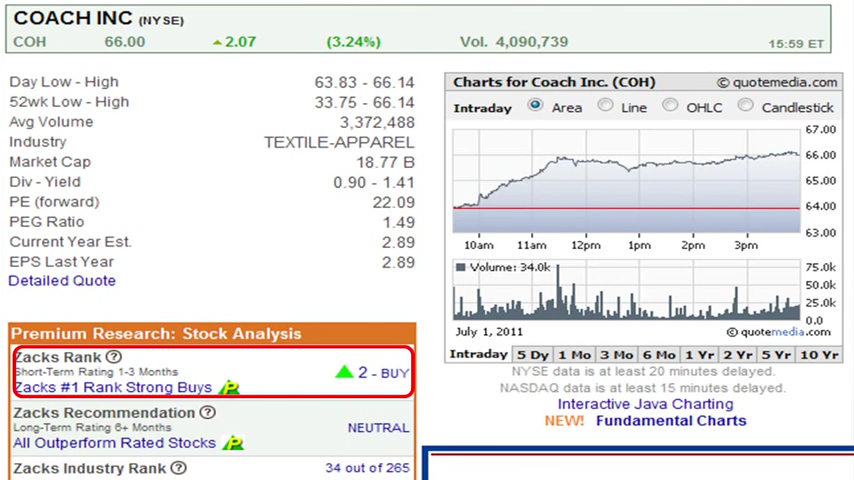 COACH INC (NYSE)
COH 66.00 2.07 (3.24%) Vol. 4,090,739 15:59 ET
Day Low - High 63.83 - 66.14
52wk Low - High 33.75 - 66.14
Avg Volume 3,372,488
Industry TEXTILE-APPAREL
Market Cap 18.77 B
Div - Yield 0.90 - 1.41
PE (forward) 22.09
PEG Ratio 1.49
Current Year Est. 2.89
EPS Last Year 2.89
Detailed Quote
Charts for Coach Inc. (COH) © quotemedia.com
Intraday Area Line OHLC Candlestick
67.00
66.00
65.00
64.00
63.00
10am 11am 12pm 1pm 2pm 3pm
Volume: 34.0k
75.0k
50.0k
25.0k
0.0
July 1, 2011 © quotemedia.com
Intraday 5 Dy 1 Mo 3 Mo 6 Mo 1 Yr 2 Yr 5 Yr 10 Yr
NYSE data is at least 20 minutes delayed.
NASDAQ data is at least 15 minutes delayed.
Interactive Java Charting
NEW! Fundamental Charts
Premium Research: Stock Analysis
Zacks Rank ?
Short-Term Rating 1-3 Months 2 - BUY
Zacks #1 Rank Strong Buys P
Zacks Recommendation ?
Long-Term Rating 6+ Months NEUTRAL
All Outperform Rated Stocks P
Zacks Industry Rank ? 34 out of 265